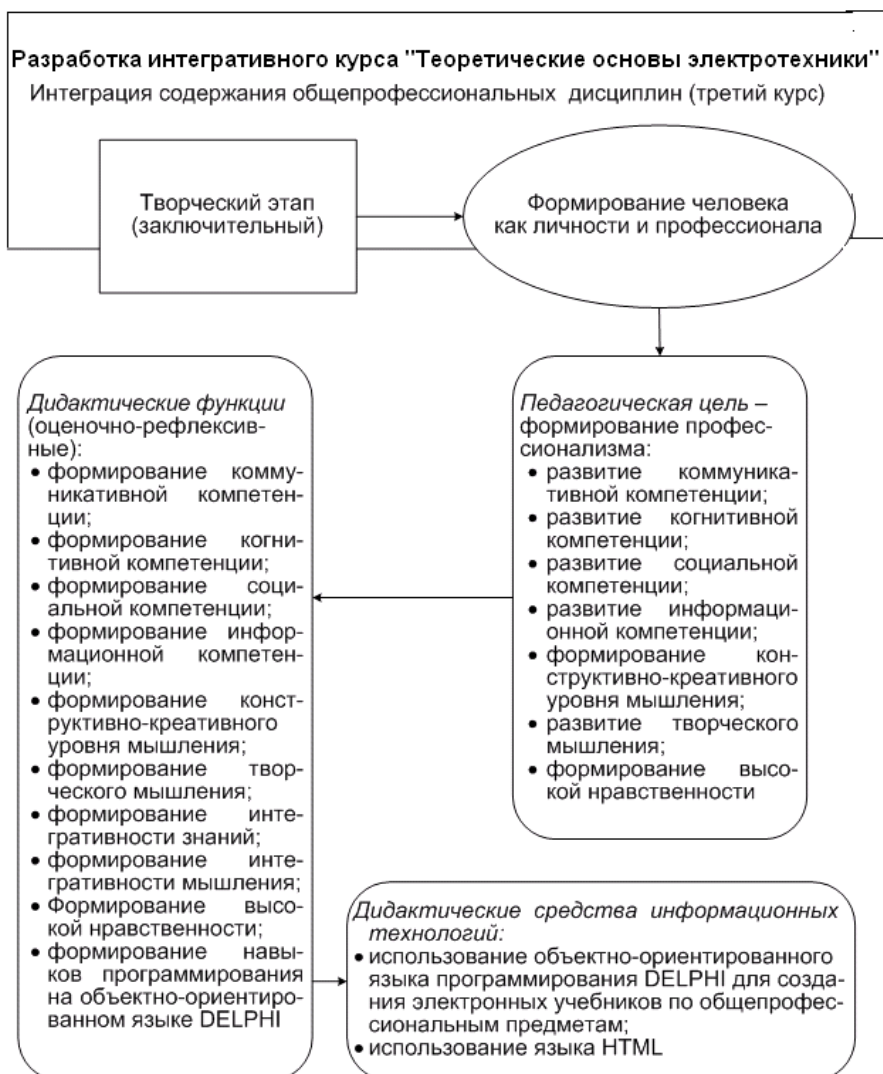 Разработка интегративного курса "Теоретические основы электротехники"
Интеграция содержания общепрофессиональных дисциплин (третий курс)
Творческий этап
(заключительный)
Формирование человека
как личности и профессионала
Педагогическая цель –
формирование профес-
сионализма:
• развитие коммуника-
тивной компетенции;
• развитие когнитивной
компетенции;
• развитие социальной
компетенции;
• развитие информаци-
онной компетенции;
• формирование кон-
структивно-креативного
уровня мышления;
• развитие творческого
мышления;
• формирование высо-
кой нравственности
Дидактические функции
(оценочно-рефлексив-
ные):
• формирование комму-
никативной компетен-
ции;
• формирование когни-
тивной компетенции;
• формирование соци-
альной компетенции;
• формирование инфор-
мационной компетен-
ции;
• формирование конст-
руктивно-креативного
уровня мышления;
• формирование твор-
ческого мышления;
• формирование инте-
гративности знаний;
• формирование инте-
гративности мышления;
• Формирование высо-
кой нравственности;
• формирование навы-
ков программирования
на объектно-ориентиро-
ванном языке DELPHI
Дидактические средства информационных
технологий:
• использование объектно-ориентированного
языка программирования DELPHI для созда-
ния электронных учебников по общепрофес-
сиональным предметам;
• использование языка HTML